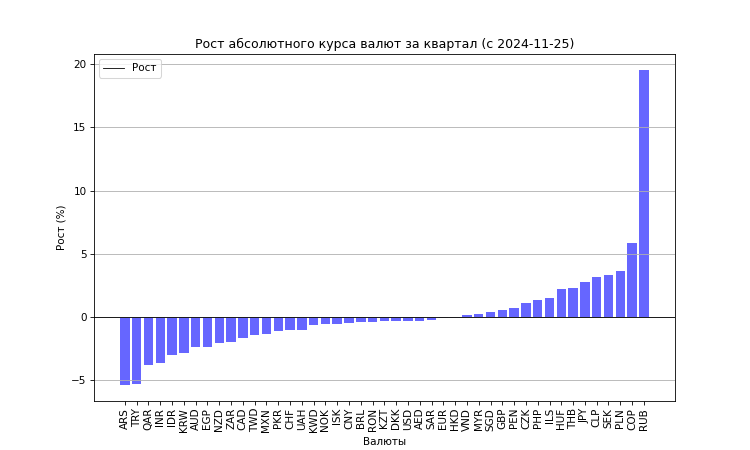 Рост абсолютного курса валют за квартал (с 2024-11-25)
Рост
20
15
10
5
0
−5
Рост (%)
ARS TRY QAR INR IDR KRW AUD EGP NZD ZAR CAD TWD MXN PKR CHF UAH KWD NOK ISK CNY BRL RON KZT DKK USD AED SAR EUR HKD VND MYR SGD GBP PEN CZK PHP ILS HUF THB JPY CLP SEK PLN COP RUB
Валюты